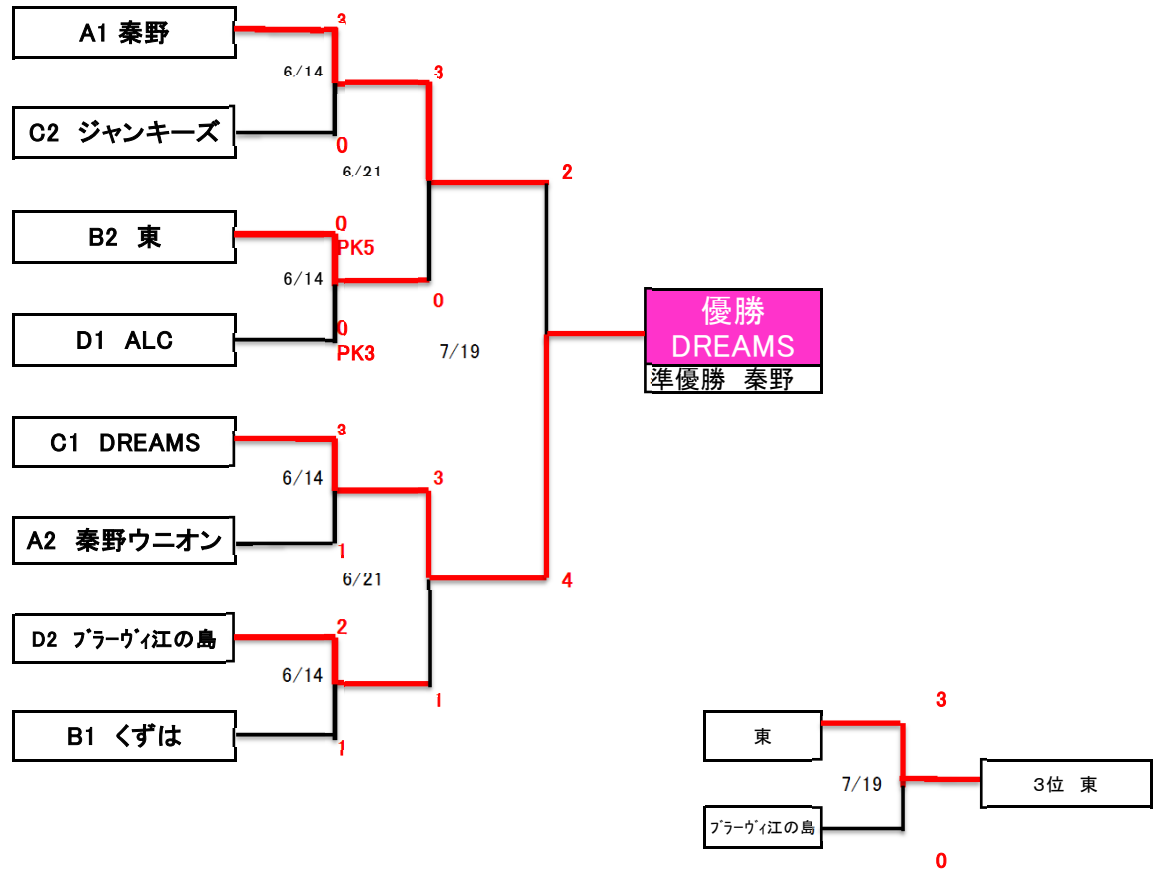 A1 秦野
3
6/14
3
C2 ジャンキーズ
0
6/21
2
B2 東
0
PK5
6/14
0
D1 ALC
0
PK3
7/19
優勝
DREAMS
準優勝 秦野
C1 DREAMS
3
6/14
3
A2 秦野ウニオン
1
6/21
4
D2 ﾌﾞﾗｰｳﾞｨ江の島
2
6/14
1
B1 くずは
1
3
東
7/19
3位 東
ﾌﾞﾗｰｳﾞｨ江の島
0